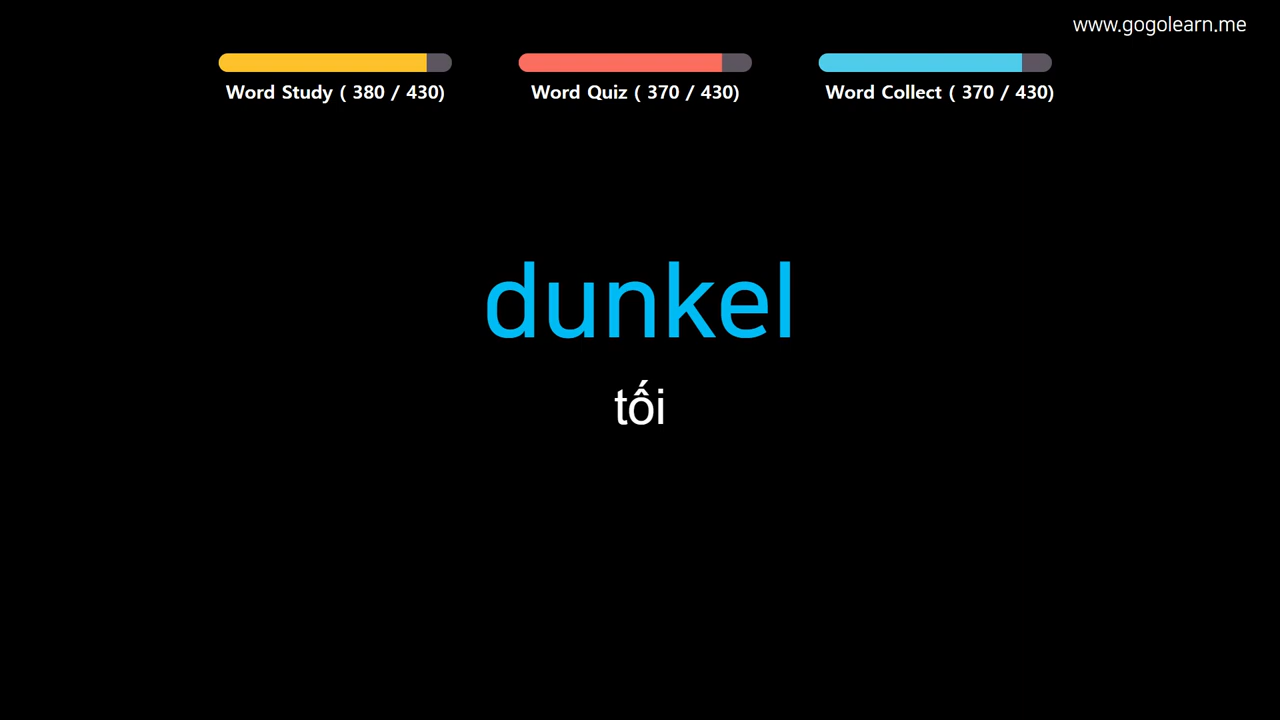 www.gogolearn.me
Word Study ( 380 / 430)
Word Quiz ( 370 / 430)
Word Collect ( 370 / 430)
dunkel
tối